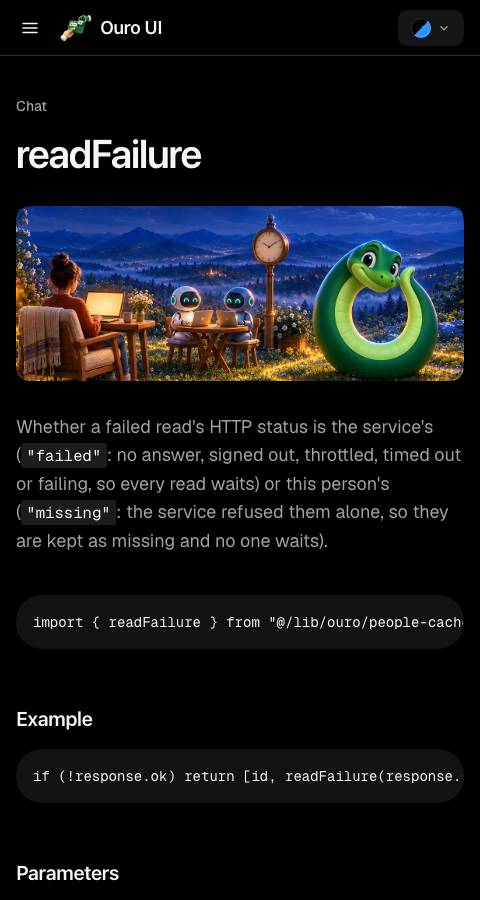 Ouro UI
Chat
readFailure
Whether a failed read's HTTP status is the service's
("failed": no answer, signed out, throttled, timed out
or failing, so every read waits) or this person's
("missing": the service refused them alone, so they
are kept as missing and no one waits).
import { readFailure } from "@/lib/ouro/people-cach
Example
if (!response.ok) return [id, readFailure(response.
Parameters